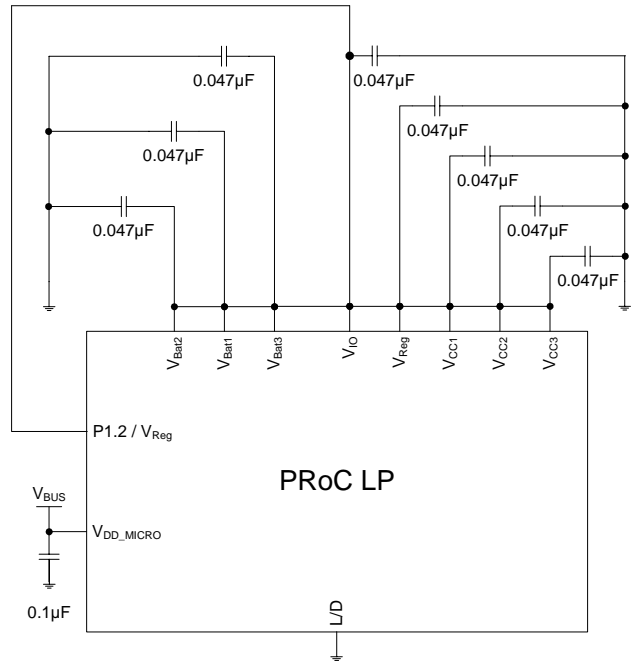 0.047µF
0.047µF
0.047µF
0.047µF
0.047µF
0.047µF
0.047µF
0.047µF
VBat2
VBat1
VBat3
VIO
VReg
VCC1
VCC2
VCC3
P1.2 / VReg
PRoC LP
VBUS
VDD_MICRO
0.1µF
L/D